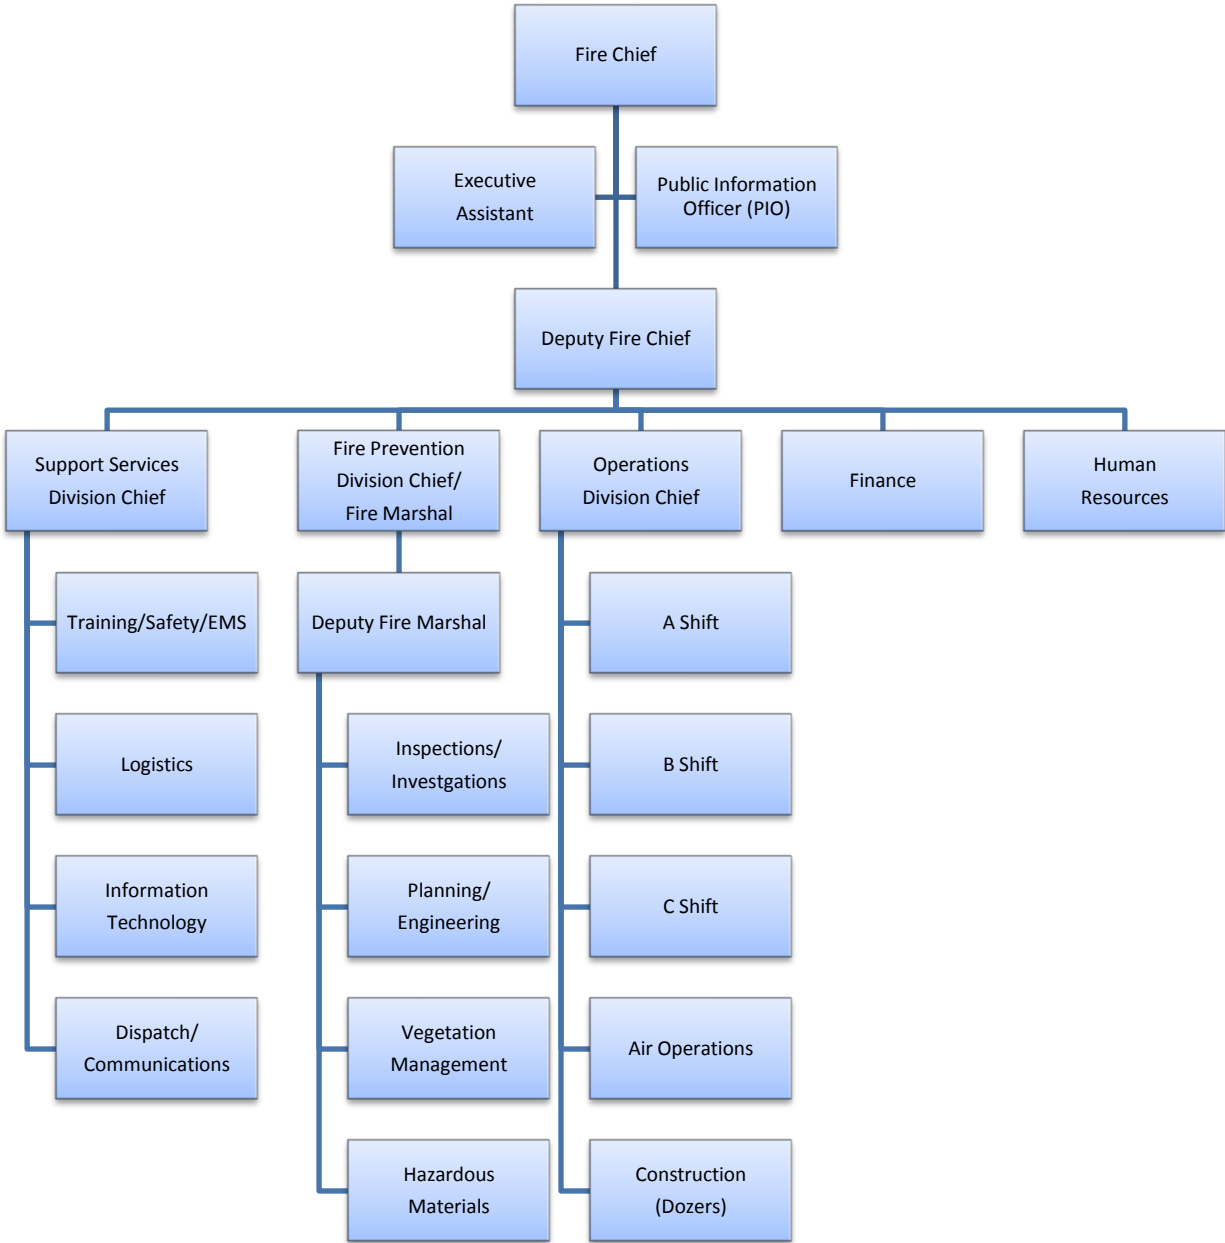 Fire Chief
Executive
Assistant
Public Information
Officer (PIO)
Deputy Fire Chief
Support Services
Division Chief
Fire Prevention
Division Chief/
Fire Marshal
Operations
Division Chief
Finance
Human
Resources
Training/Safety/EMS
Deputy Fire Marshal
A Shift
Logistics
Inspections/
Investgations
B Shift
Information
Technology
Planning/
Engineering
C Shift
Dispatch/
Communications
Vegetation
Management
Air Operations
Hazardous
Materials
Construction
(Dozers)